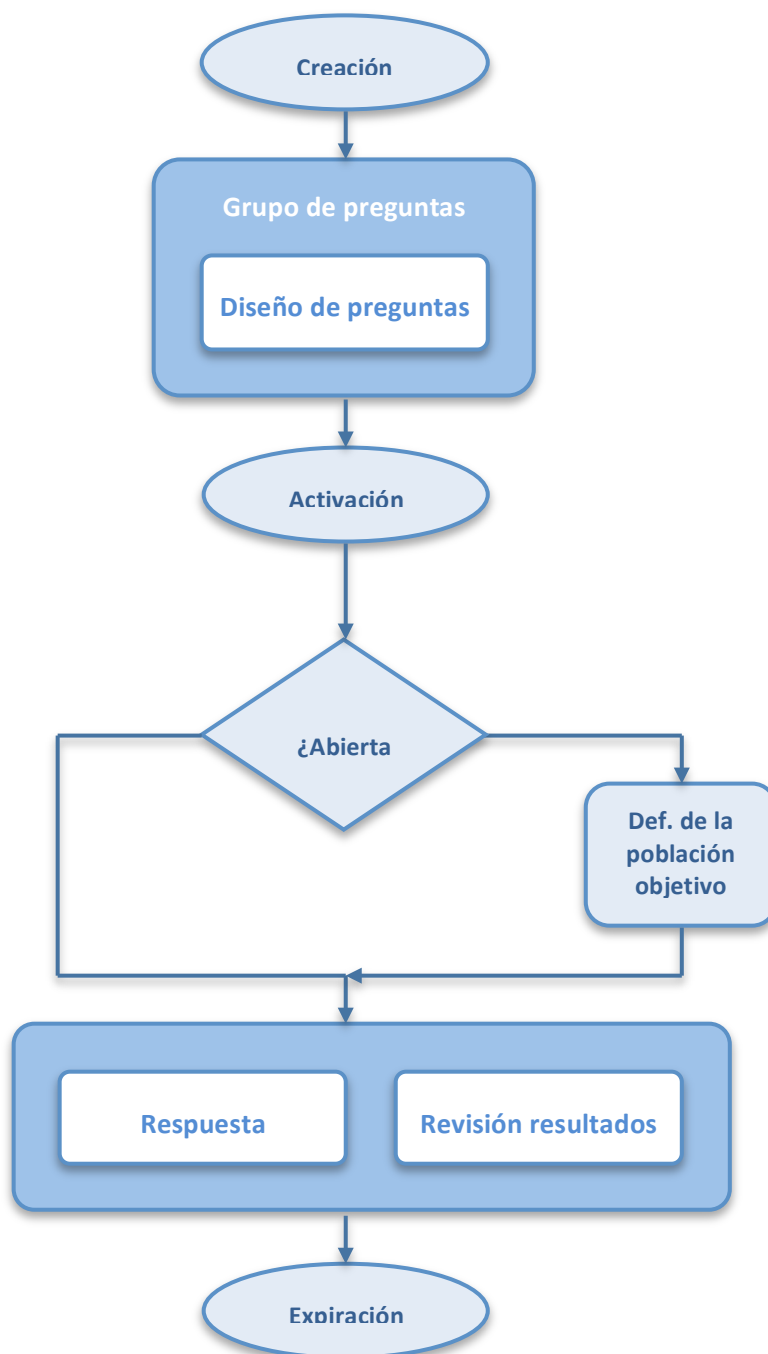 Creación
Grupo de preguntas
Diseño de preguntas
Activación
¿Abierta
Def. de la
población
objetivo
Respuesta
Revisión resultados
Expiración